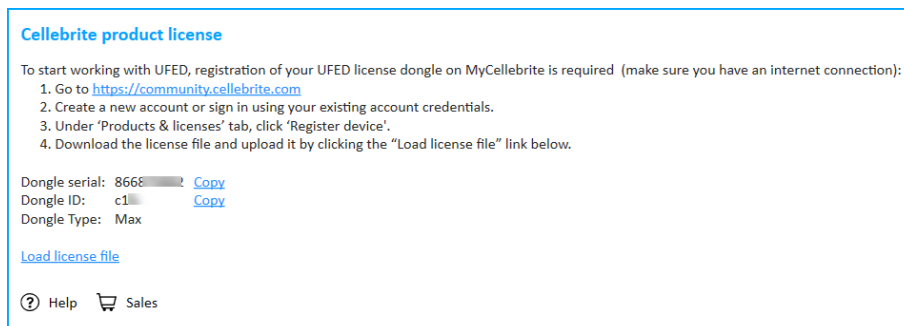 Cellebrite product license
To start working with UFED, registration of your UFED license dongle on MyCellebrite is required (make sure you have an internet connection):
1. Go to https://community.cellebrite.com
2. Create a new account or sign in using your existing account credentials.
3. Under ‘Products & licenses’ tab, click ‘Register device'.
4. Download the license file and upload it by clicking the “Load license file” link below.
Dongle serial: Copy
Dongle ID: Copy
Dongle Type: Max
Load license file
? Help Sales